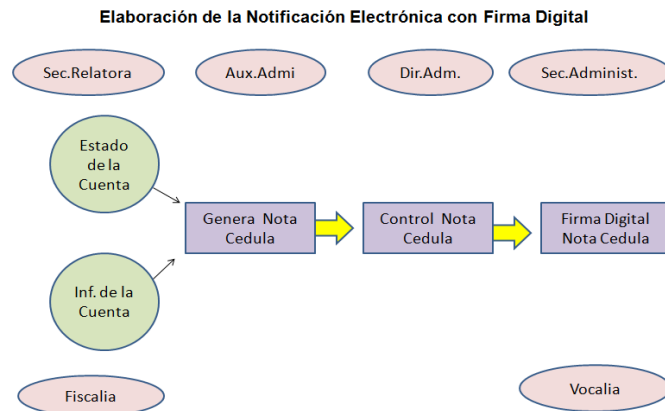 Elaboración de la Notificación Electrónica con Firma Digital
Sec.Relatora
Aux.Admi
Dir.Adm.
Sec.Administ.
Estado
de la
Cuenta
Genera Nota
Cedula
Control Nota
Cedula
Firma Digital
Nota Cedula
Inf. de la
Cuenta
Fiscalia
Vocalia